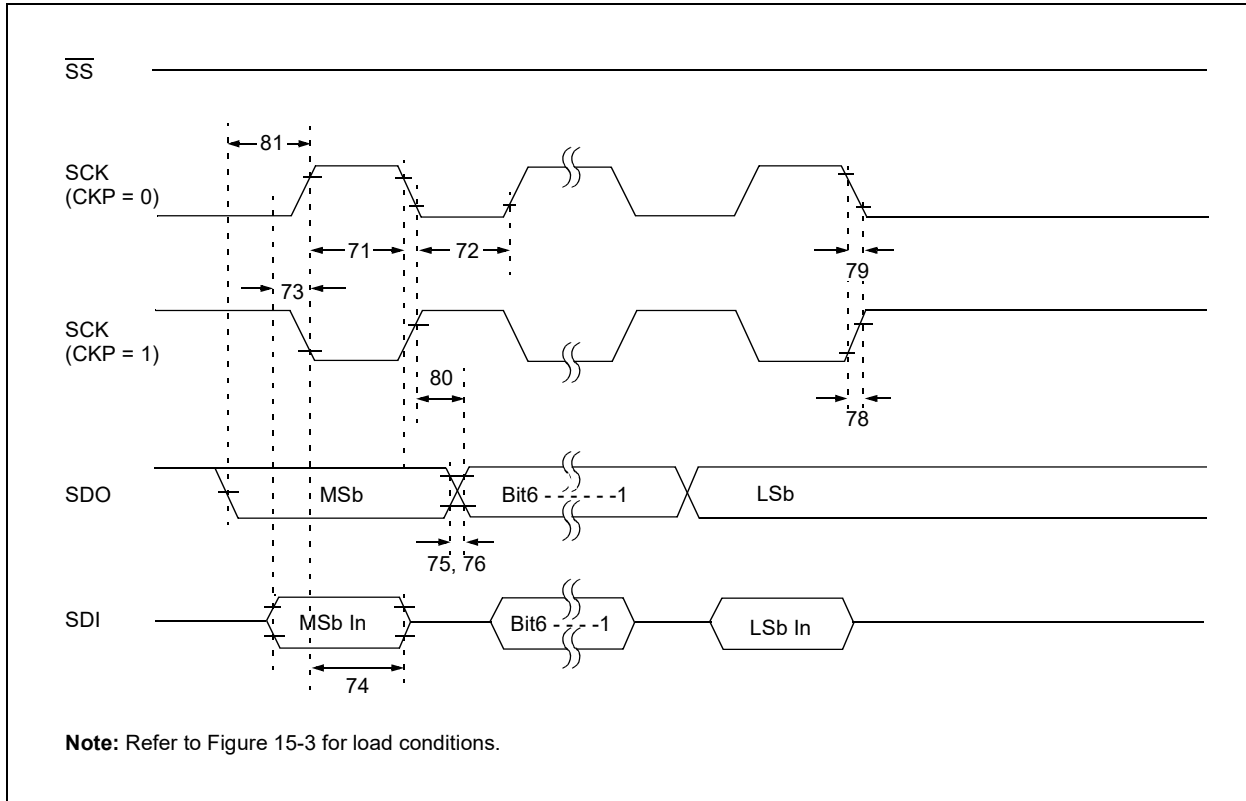 SS
81
SCK
(CKP = 0)
71
72
79
73
SCK
(CKP = 1)
80
78
SDO
MSb
Bit6 - - - - - - -1
LSb
75, 76
SDI
MSb In
Bit6 - - - - -1
LSb In
74
Note: Refer to Figure 15-3 for load conditions.